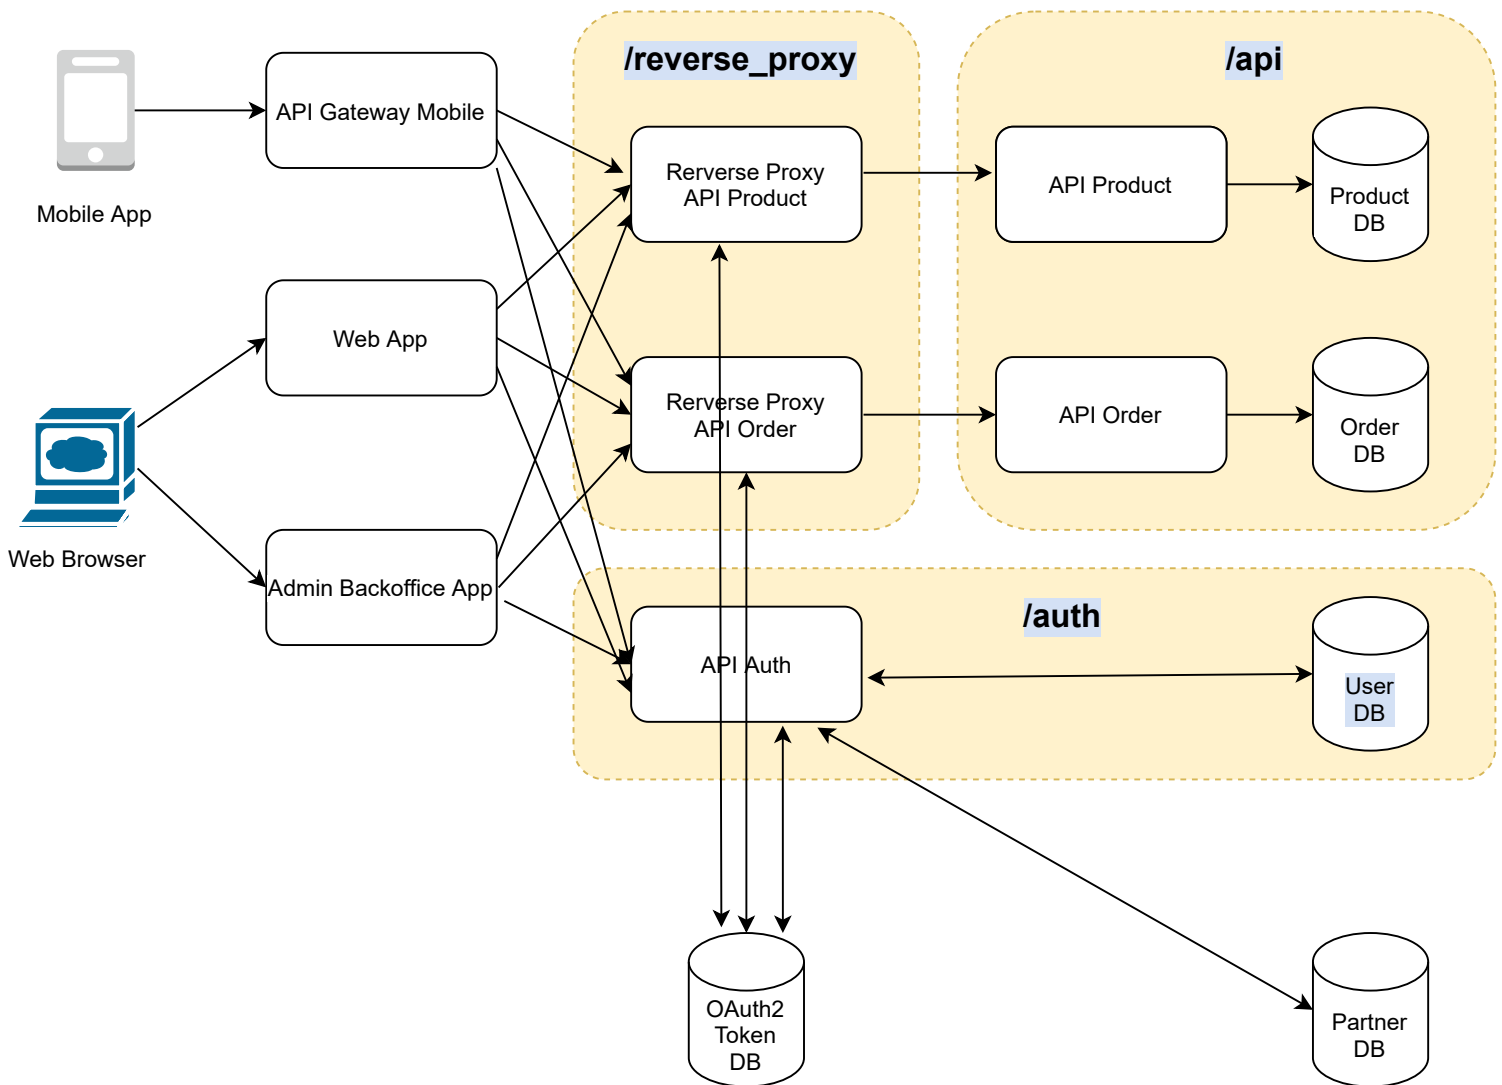 /reverse_proxy
/api
API Gateway Mobile
Mobile App
Rerverse Proxy
API Product
API Product
Product
DB
Web App
Rerverse Proxy
API Order
API Order
Order
DB
Web Browser
Admin Backoffice App
/auth
API Auth
User
DB
OAuth2
Token
DB
Partner
DB